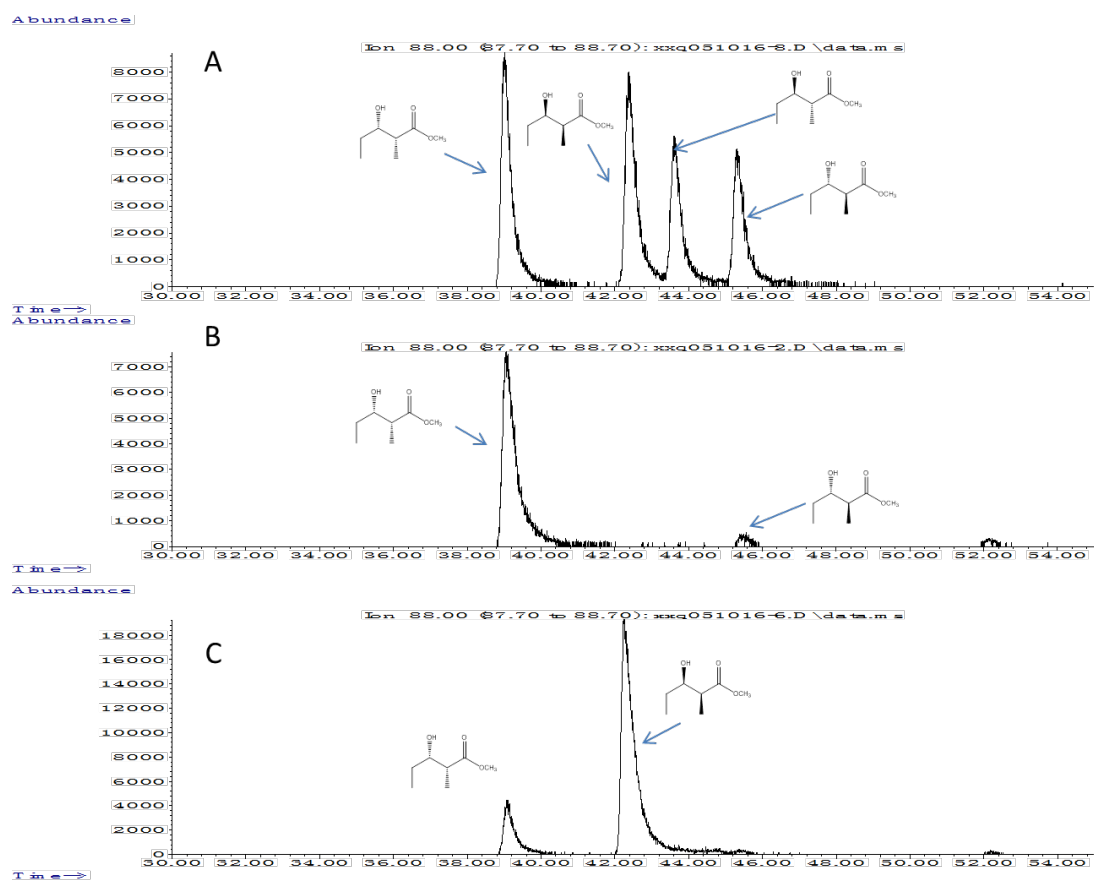 Abundance
Ion 88.00 (87.70 to 88.70): xxq051016-8.D\data.ms
A
8000
7000
6000
5000
4000
3000
2000
1000
0
OH O OCH3
OH O OCH3
OH O OCH3
OH O OCH3
30.00 32.00 34.00 36.00 38.00 40.00 42.00 44.00 46.00 48.00 50.00 52.00 54.00
Time-->
Abundance
B
Ion 88.00 (87.70 to 88.70): xxq051016-2.D\data.ms
7000
6000
5000
4000
3000
2000
1000
0
OH O OCH3
OH O OCH3
30.00 32.00 34.00 36.00 38.00 40.00 42.00 44.00 46.00 48.00 50.00 52.00 54.00
Time-->
Abundance
Ion 88.00 (87.70 to 88.70): xxq051016-6.D\data.ms
C
18000
16000
14000
12000
10000
8000
6000
4000
2000
0
OH O OCH3
OH O OCH3
30.00 32.00 34.00 36.00 38.00 40.00 42.00 44.00 46.00 48.00 50.00 52.00 54.00
Time-->